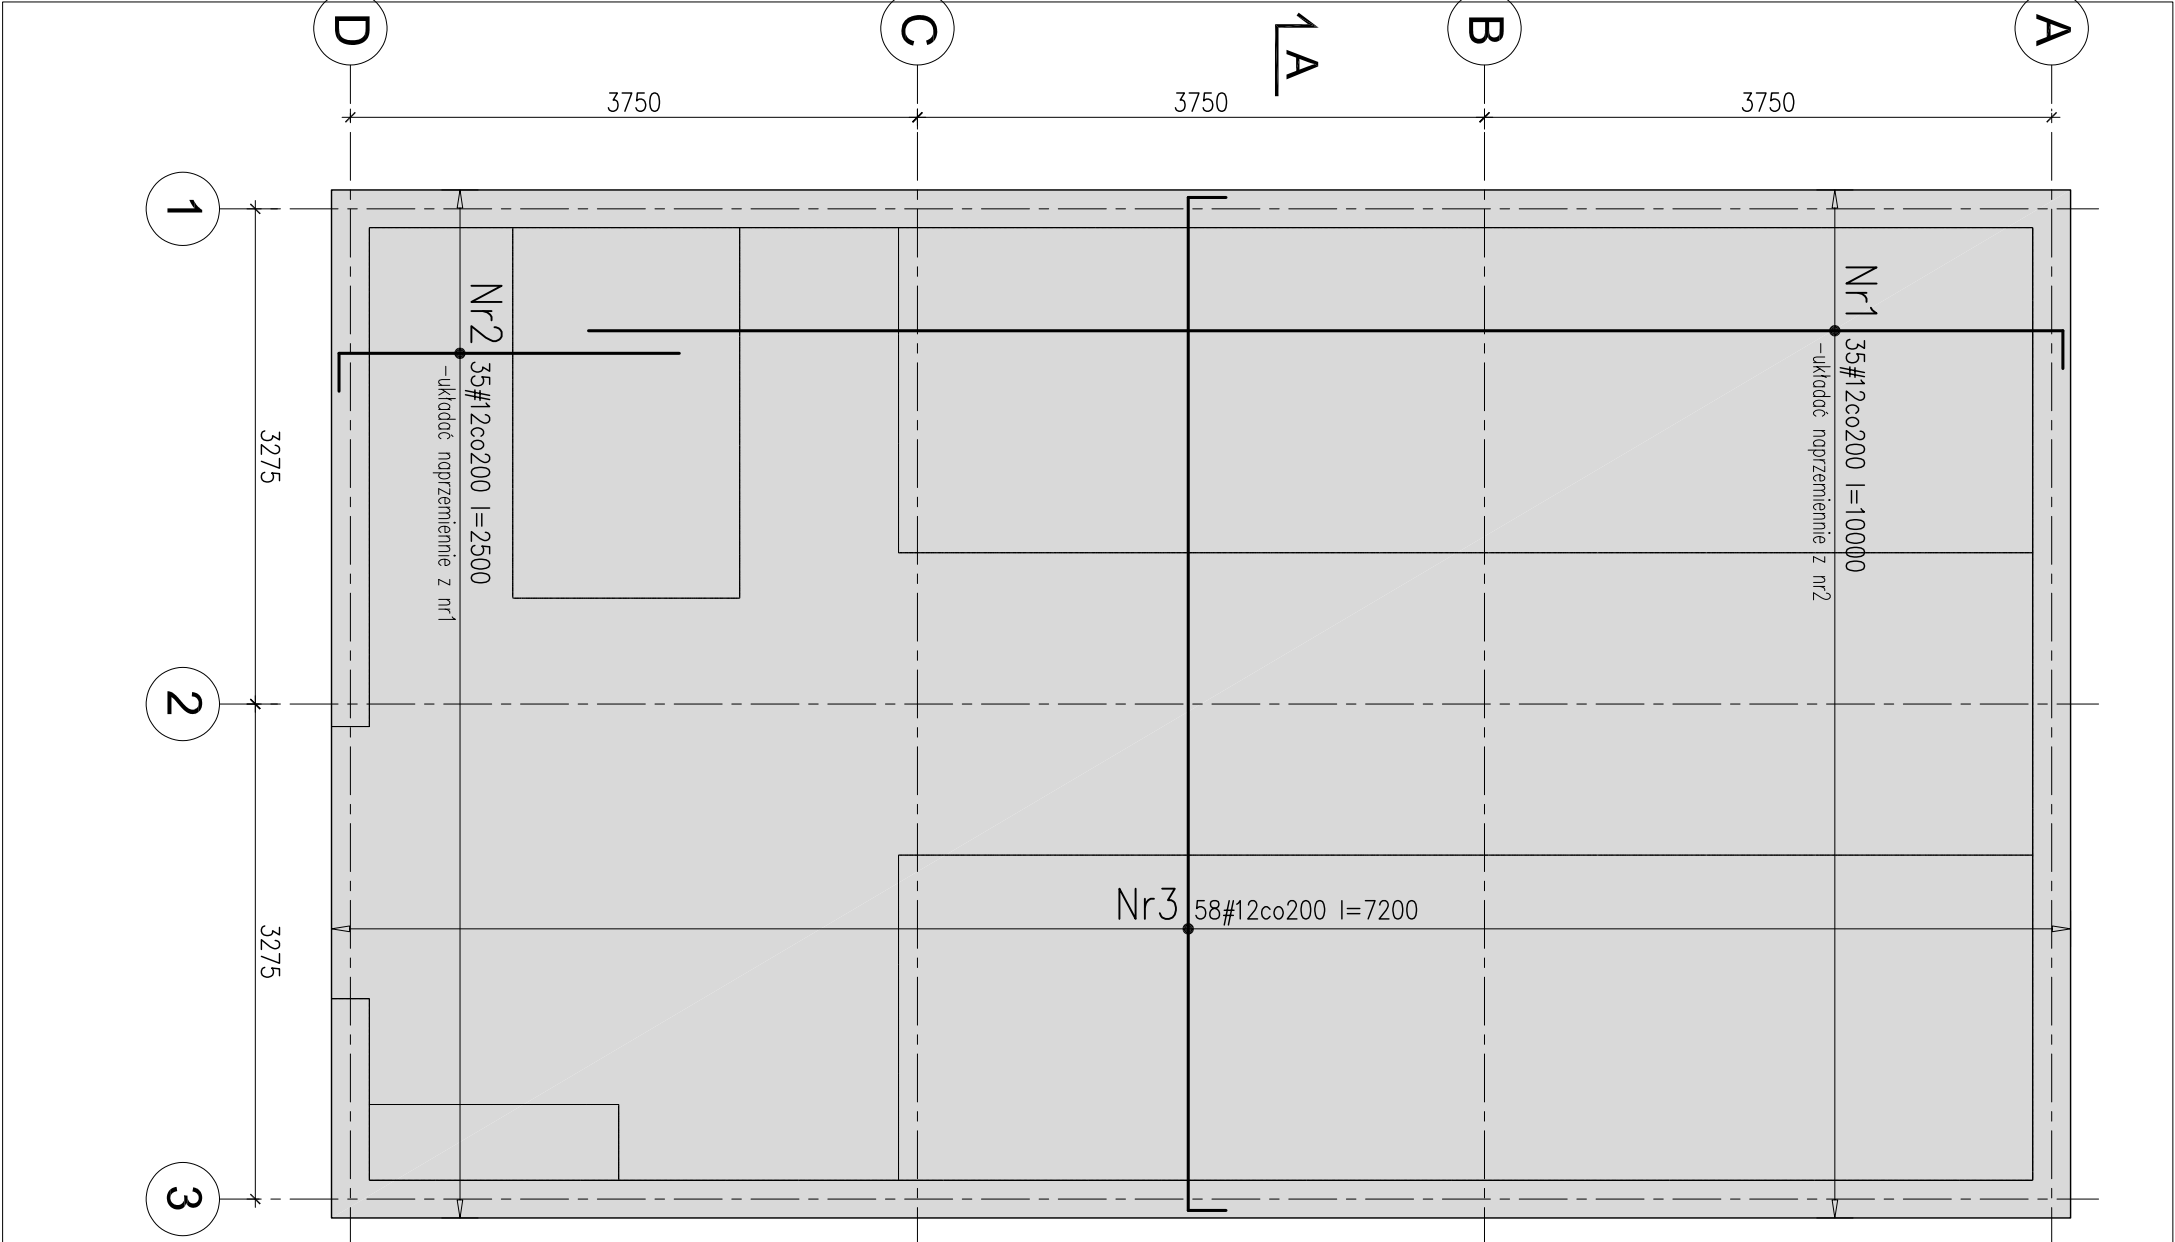 D
C
B
A
1
A
3750
3750
3750
1
2
3
3275
3275
Nr1
35#12co200 l=10000
-układać naprzemiennie z nr2
Nr2
35#12co200 l=2500
-układać naprzemiennie z nr1
Nr3 58#12co200 l=7200